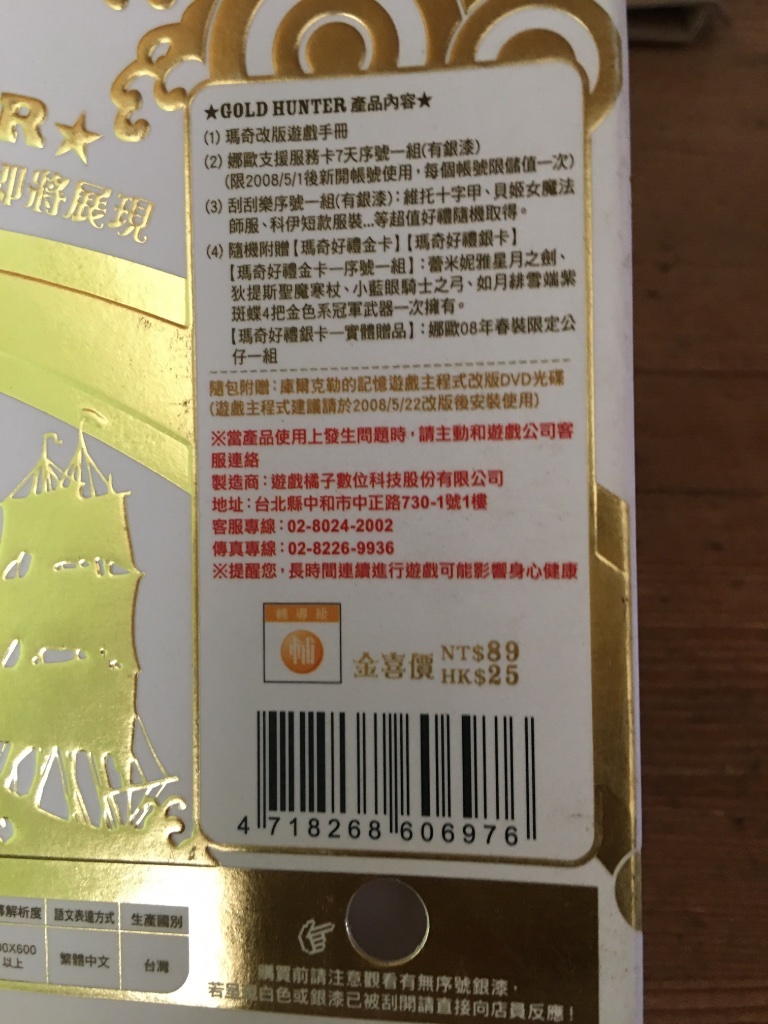 R★
即將展現
★GOLD HUNTER 產品內容★
(1) 瑪奇改版遊戲手冊
(2) 娜歐支援服務卡7天序號一組(有銀漆)
(限2008/5/1後新開帳號使用，每個帳號限儲值一次)
(3) 刮刮樂序號一組(有銀漆)：維托十字甲、貝姬女魔法
師服、科伊短款服裝...等超值好禮隨機取得。
(4) 隨機附贈【瑪奇好禮金卡】【瑪奇好禮銀卡】
【瑪奇好禮金卡—序號一組】：蕾米妮雅星月之劍、
狄提斯聖魔寒杖、小藍眼騎士之弓、如月緋雪端紫
斑蝶4把金色系冠軍武器一次擁有。
【瑪奇好禮銀卡—實體贈品】：娜歐08年春裝限定公
仔一組
隨包附贈：庫爾克勒的記憶遊戲主程式改版DVD光碟
(遊戲主程式建議請於2008/5/22改版後安裝使用)
※當產品使用上發生問題時，請主動和遊戲公司客
服連絡
製造商：遊戲橘子數位科技股份有限公司
地址：台北縣中和市中正路730-1號1樓
客服專線：02-8024-2002
傳真專線：02-8226-9936
※提醒您，長時間連續進行遊戲可能影響身心健康
輔導級
輔
金喜價 NT$89
HK$25
4 718268 606976
幕解析度 語文表達方式 生產國別
00X600
以上 繁體中文 台灣
購買前請注意觀看有無序號銀漆，
若呈現白色或銀漆已被刮開請直接向店員反應！